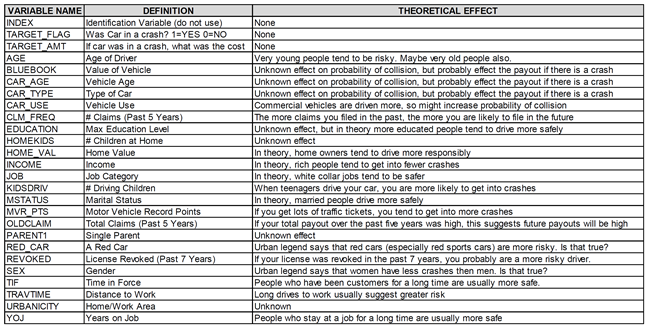 VARIABLE NAME DEFINITION THEORETICAL EFFECT
INDEX Identification Variable (do not use) None
TARGET_FLAG Was Car in a crash? 1=YES 0=NO None
TARGET_AMT If car was in a crash, what was the cost None
AGE Age of Driver Very young people tend to be risky. Maybe very old people also.
BLUEBOOK Value of Vehicle Unknown effect on probability of collision, but probably effect the payout if there is a crash
CAR_AGE Vehicle Age Unknown effect on probability of collision, but probably effect the payout if there is a crash
CAR_TYPE Type of Car Unknown effect on probability of collision, but probably effect the payout if there is a crash
CAR_USE Vehicle Use Commercial vehicles are driven more, so might increase probability of collision
CLM_FREQ # Claims (Past 5 Years) The more claims you filed in the past, the more you are likely to file in the future
EDUCATION Max Education Level Unknown effect, but in theory more educated people tend to drive more safely
HOMEKIDS # Children at Home Unknown effect
HOME_VAL Home Value In theory, home owners tend to drive more responsibly
INCOME Income In theory, rich people tend to get into fewer crashes
JOB Job Category In theory, white collar jobs tend to be safer
KIDSDRIV # Driving Children When teenagers drive your car, you are more likely to get into crashes
MSTATUS Marital Status In theory, married people drive more safely
MVR_PTS Motor Vehicle Record Points If you get lots of traffic tickets, you tend to get into more crashes
OLDCLAIM Total Claims (Past 5 Years) If your total payout over the past five years was high, this suggests future payouts will be high
PARENT1 Single Parent Unknown effect
RED_CAR A Red Car Urban legend says that red cars (especially red sports cars) are more risky. Is that true?
REVOKED License Revoked (Past 7 Years) If your license was revoked in the past 7 years, you probably are a more risky driver.
SEX Gender Urban legend says that women have less crashes then men. Is that true?
TIF Time in Force People who have been customers for a long time are usually more safe.
TRAVTIME Distance to Work Long drives to work usually suggest greater risk
URBANICITY Home/Work Area Unknown
YOJ Years on Job People who stay at a job for a long time are usually more safe